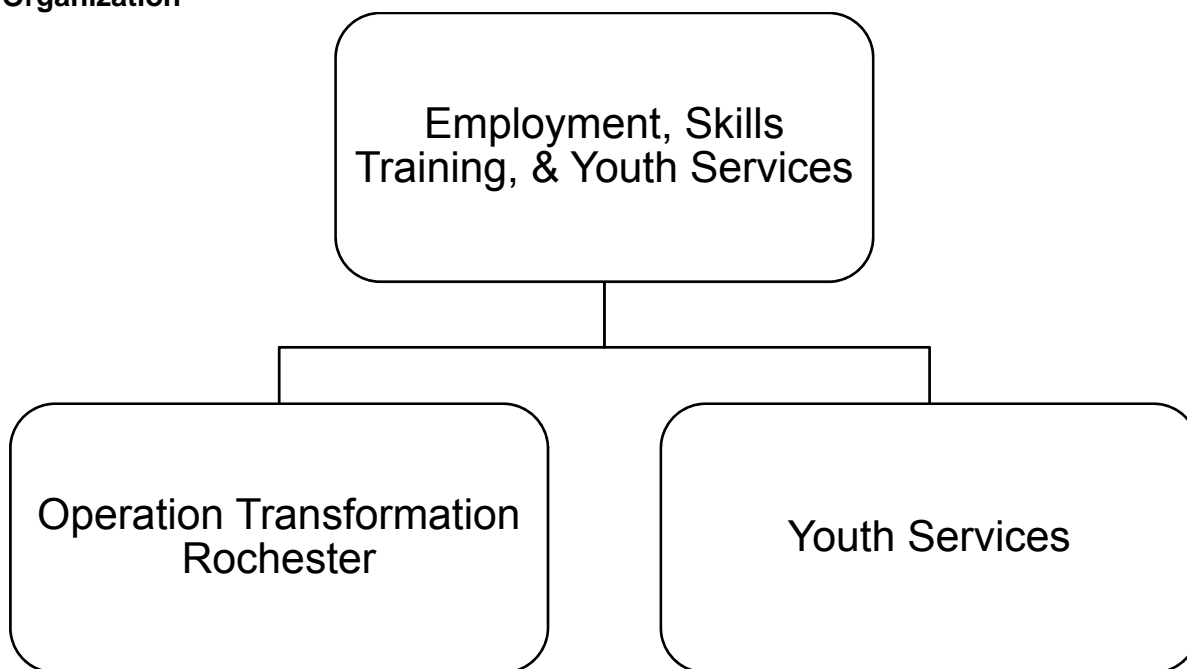 Organization
Employment, Skills
Training, & Youth Services
Operation Transformation
Rochester
Youth Services